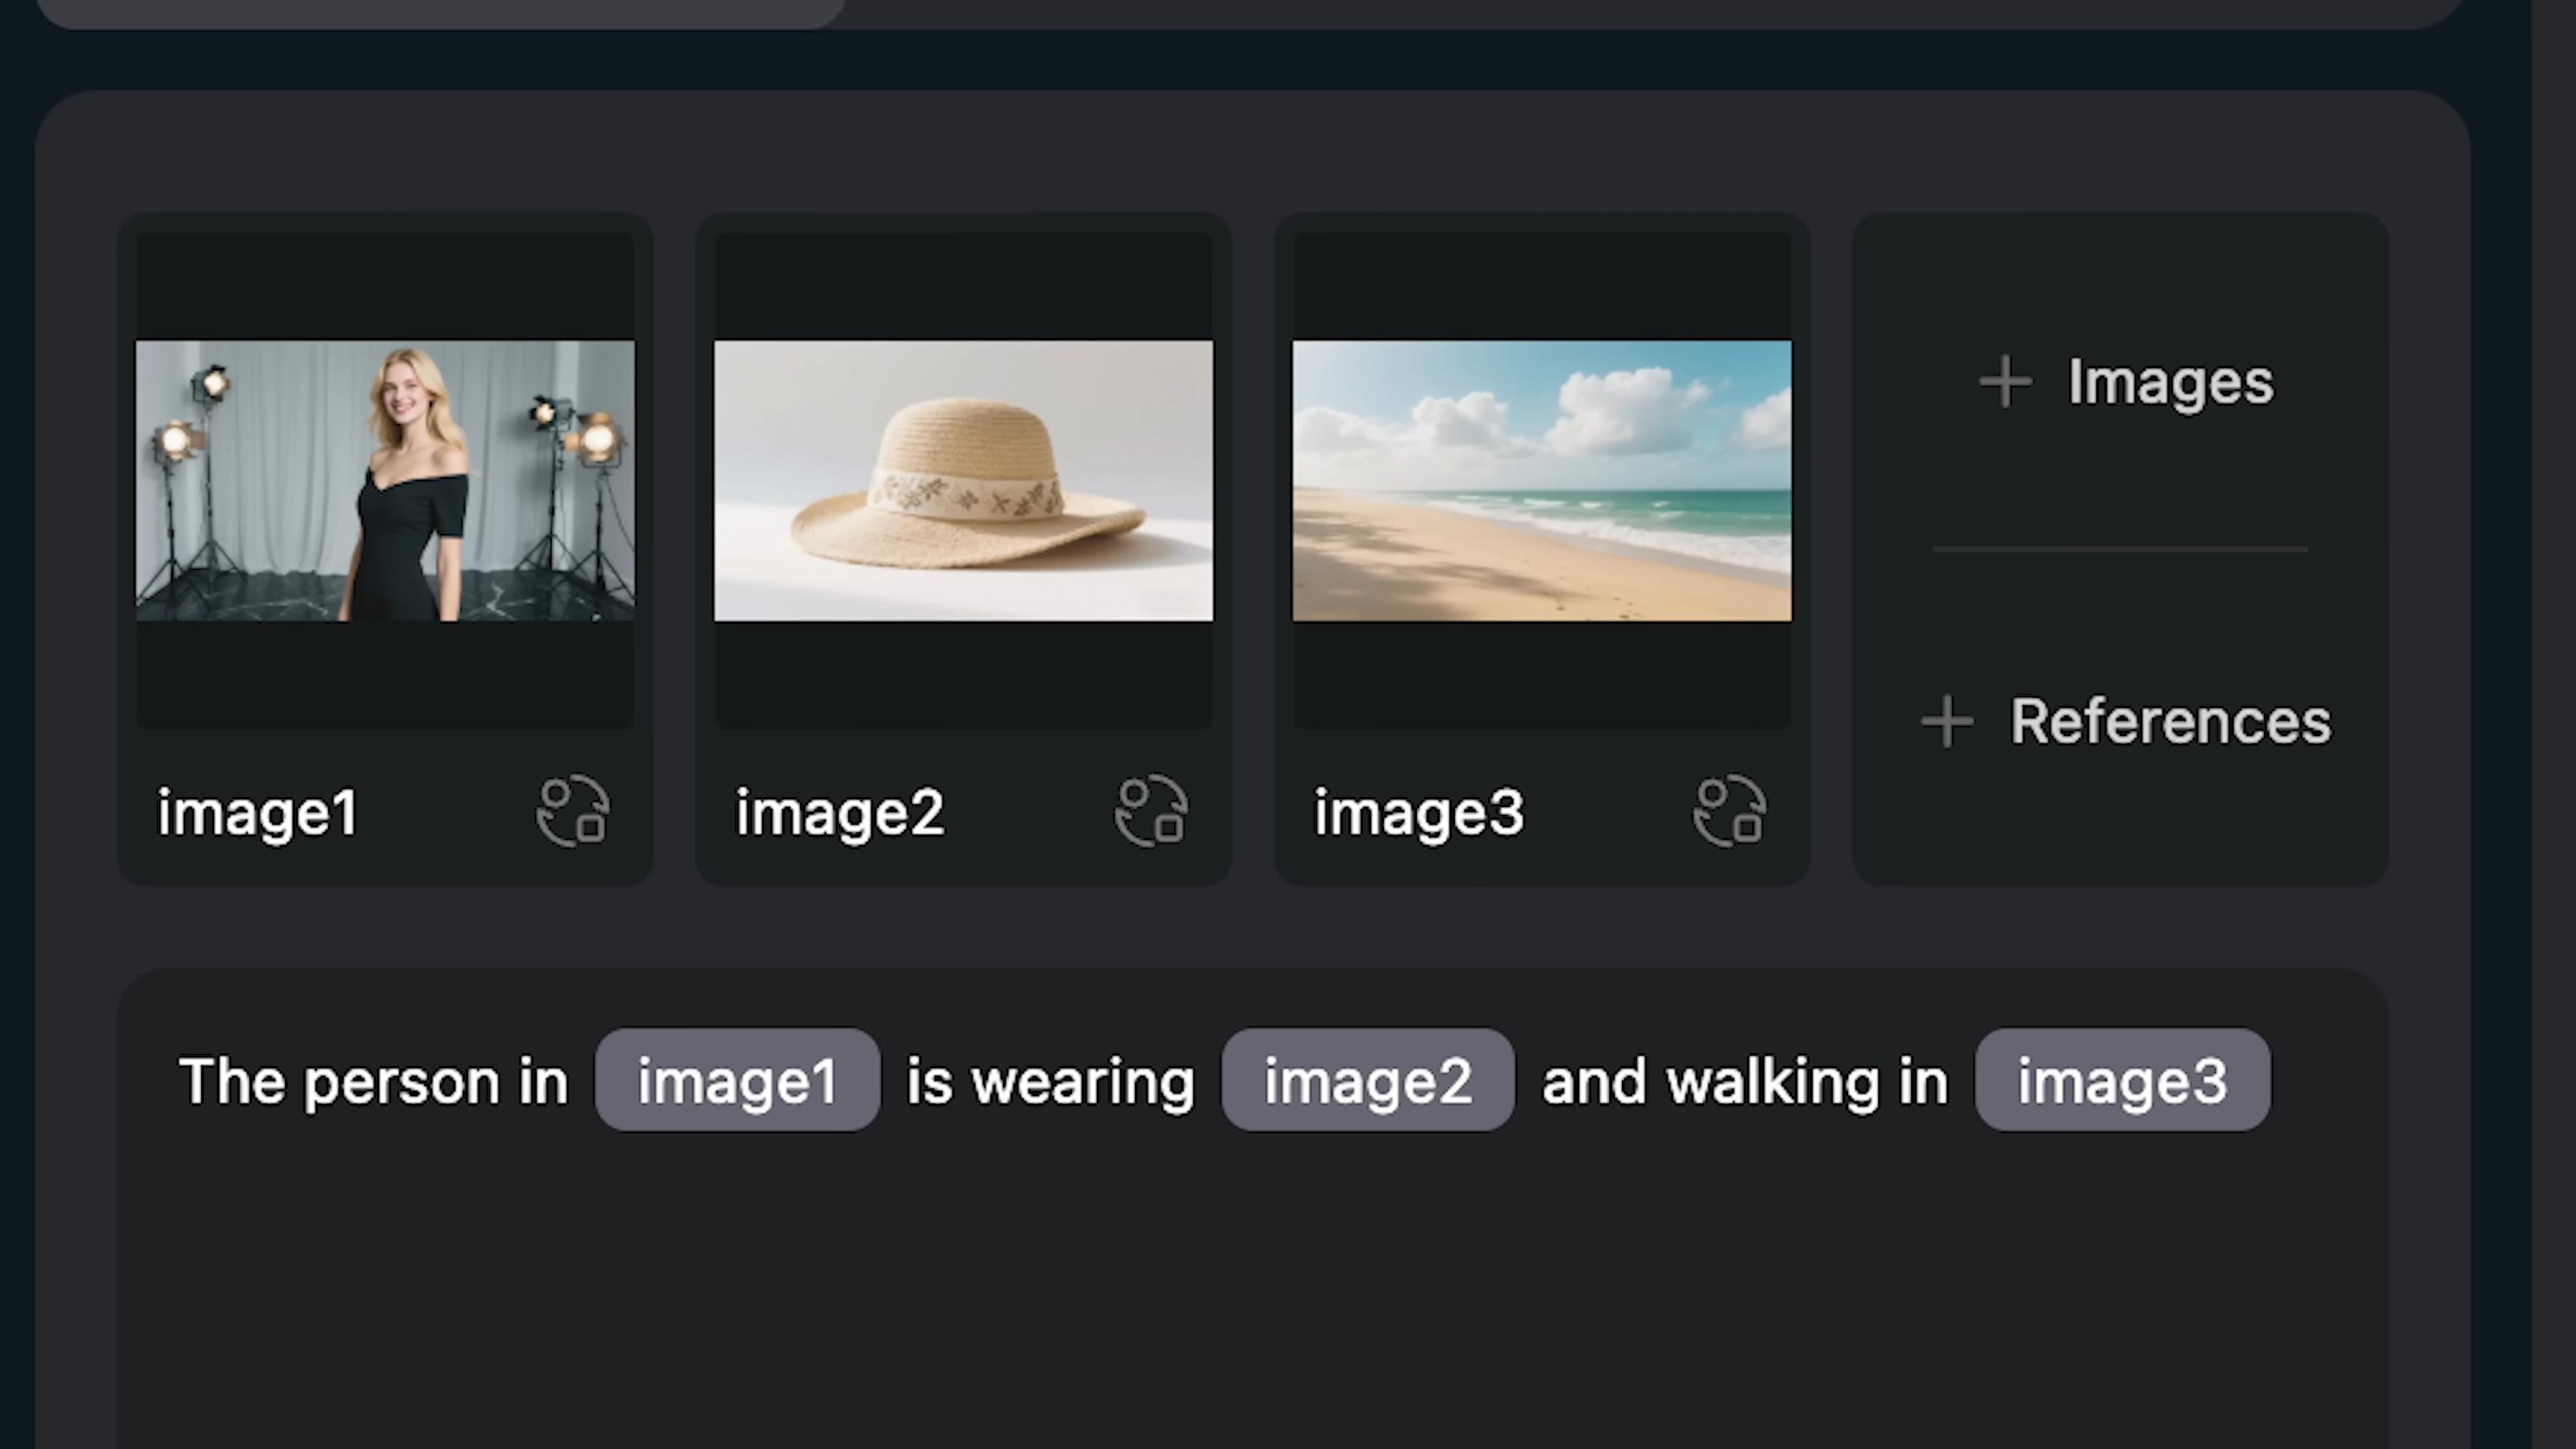 image1
image2
image3
Images
References
The person in image1 is wearing image2 and walking in image3